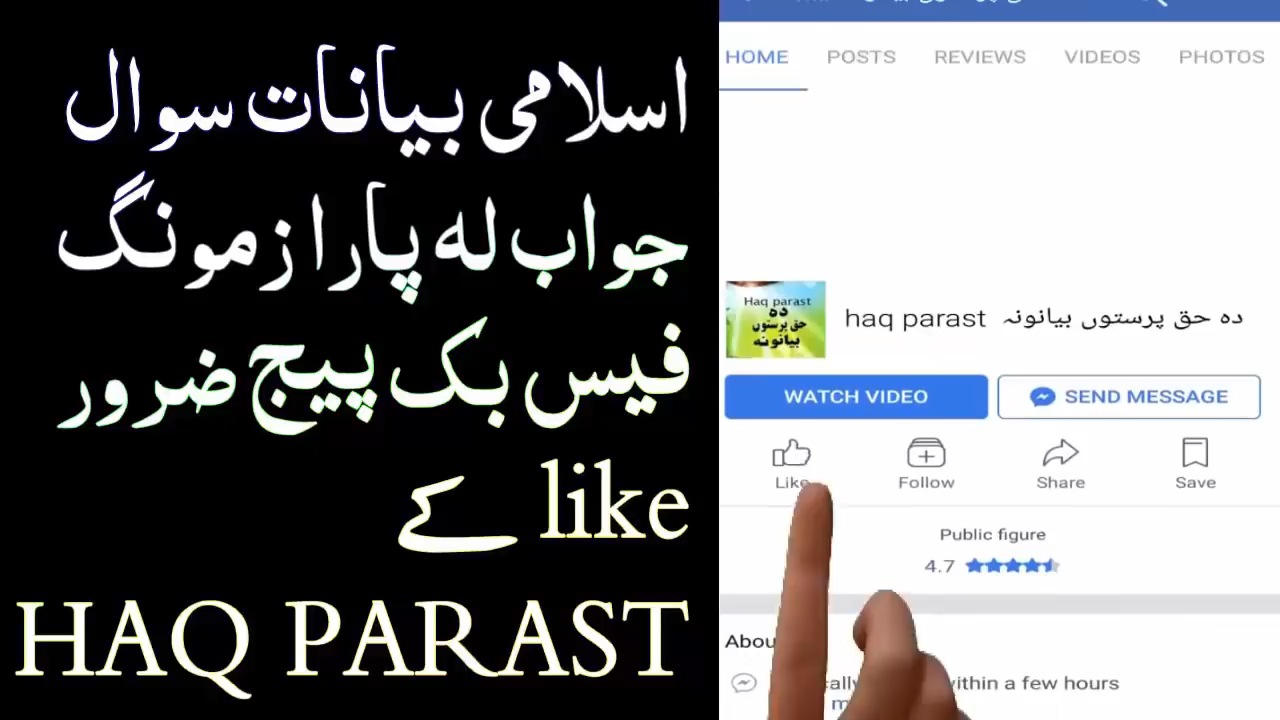 اسلامی بیانات سوال
جواب له پارا زمونگ
فیس بک پیج ضرور
like کے
HAQ PARAST
HOME POSTS REVIEWS VIDEOS PHOTOS
Haq parast
ده
حق پرستوں
بیانونه
haq parast ده حق پرستوں بیانونہ
WATCH VIDEO SEND MESSAGE
Like Follow Share Save
Public figure
4.7
within a few hours